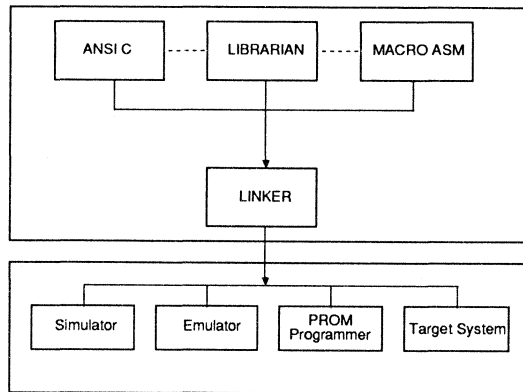 ANSI C
LIBRARIAN
MACRO ASM
LINKER
Simulator
Emulator
PROM
Programmer
Target System